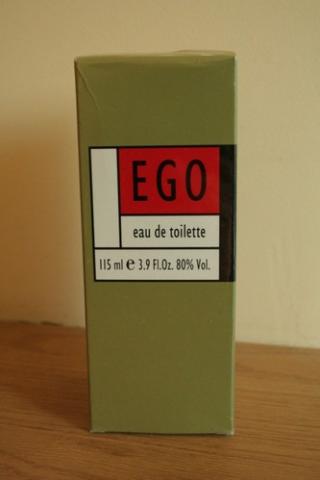 EGO
eau de toilette
115 ml ℮ 3.9 Fl.Oz. 80% Vol.